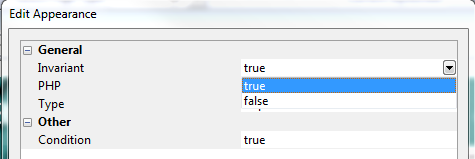 Edit Appearance
General
Invariant true
PHP true
Type false
Other
Condition true